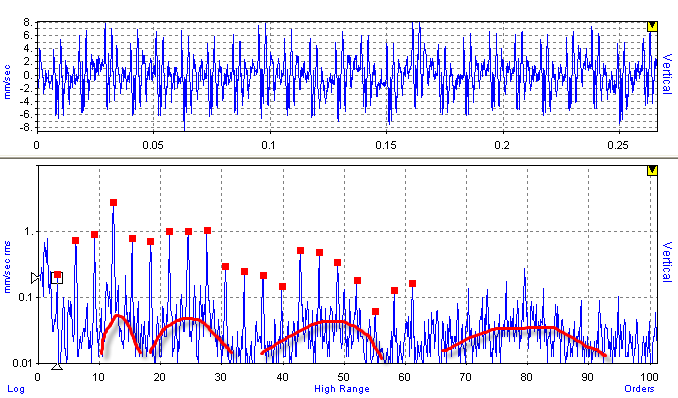 8.
6.
4.
2.
0.
-2.
-4.
-6.
-8.
mm/sec
Vertical
0 0.05 0.1 0.15 0.2 0.25
1.
0.1
0.01
mm/sec rms
Vertical
0 10 20 30 40 50 60 70 80 90 100
Log High Range Orders